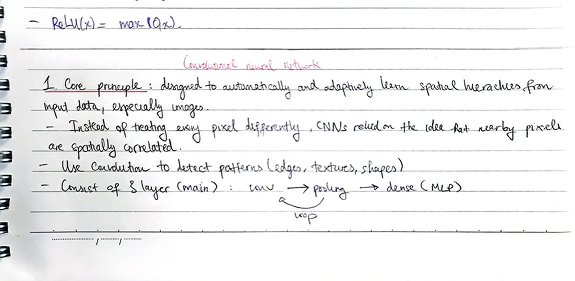 - ReLU(x) = max(0,x).
Convolutional neural network
1. Core principle : designed to automatically and adaptively learn spatial hierachies from
input data, especially images.
- Instead of treating every pixel differently, CNNs relied on the idea that nearby pixels
are spatially correlated.
- Use Convolution to detect patterns (edges, textures, shapes)
- Consist of 3 layer (main) : conv → pooling → dense (MLP)
loop